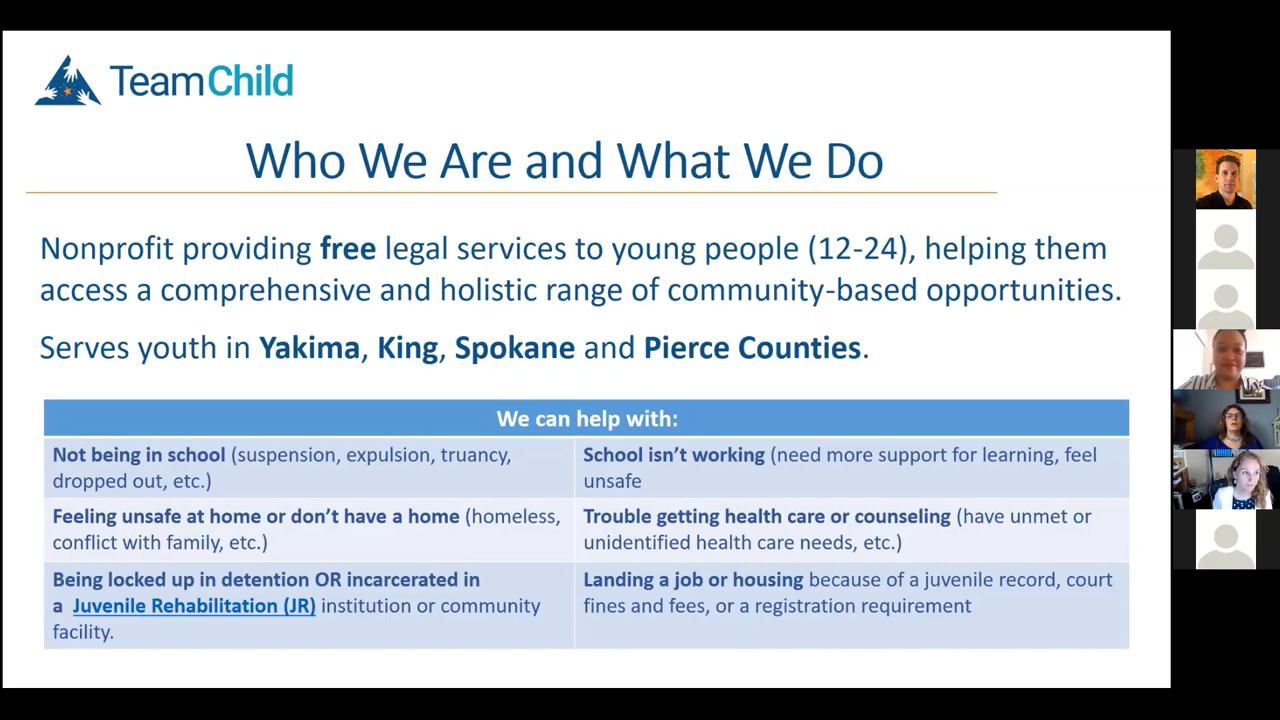 TeamChild
Who We Are and What We Do
Nonprofit providing free legal services to young people (12-24), helping them
access a comprehensive and holistic range of community-based opportunities.
Serves youth in Yakima, King, Spokane and Pierce Counties.
We can help with:
Not being in school (suspension, expulsion, truancy,
dropped out, etc.)
School isn’t working (need more support for learning, feel
unsafe
Feeling unsafe at home or don’t have a home (homeless,
conflict with family, etc.)
Trouble getting health care or counseling (have unmet or
unidentified health care needs, etc.)
Being locked up in detention OR incarcerated in
a Juvenile Rehabilitation (JR) institution or community
facility.
Landing a job or housing because of a juvenile record, court
fines and fees, or a registration requirement